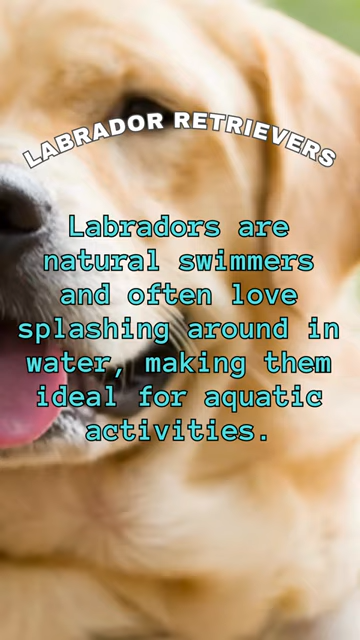 LABRADOR RETRIEVERS
Labradors are
natural swimmers
and often love
splashing around in
water, making them
ideal for aquatic
activities.